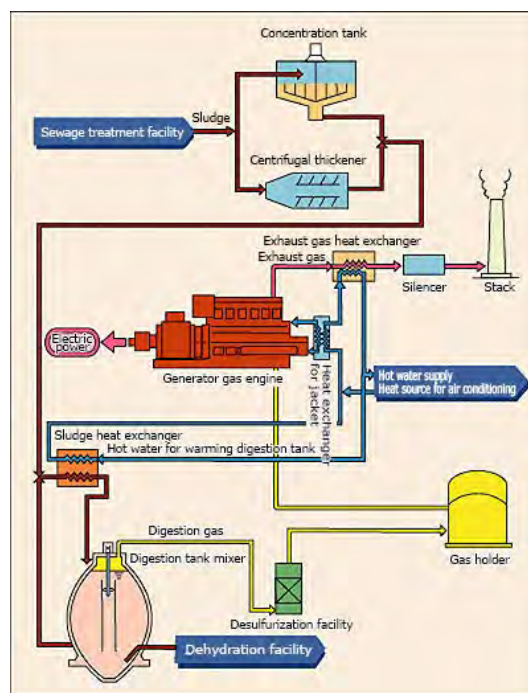 Concentration tank
Sludge
Sewage treatment facility
Centrifugal thickener
Exhaust gas heat exchanger
Exhaust gas
Silencer
Stack
Electric
power
Generator gas engine
Heat exchanger
for jacket
Hot water supply
Heat source for air conditioning
Sludge heat exchanger
Hot water for warming digestion tank
Digestion gas
Digestion tank mixer
Gas holder
Desulfurization facility
Dehydration facility